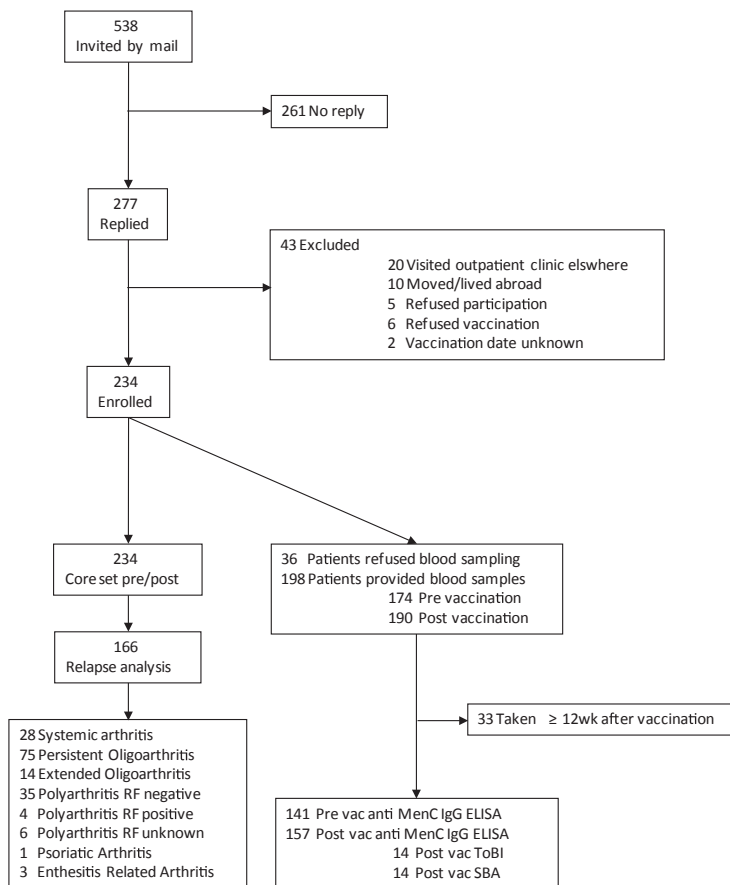 538
Invited by mail
261 No reply
277
Replied
43 Excluded
20 Visited outpatient clinic elswhere
10 Moved/lived abroad
5 Refused participation
6 Refused vaccination
2 Vaccination date unknown
234
Enrolled
234
Core set pre/post
36 Patients refused blood sampling
198 Patients provided blood samples
174 Pre vaccination
190 Post vaccination
166
Relapse analysis
33 Taken ≥ 12wk after vaccination
28 Systemic arthritis
75 Persistent Oligoarthritis
14 Extended Oligoarthritis
35 Polyarthritis RF negative
4 Polyarthritis RF positive
6 Polyarthritis RF unknown
1 Psoriatic Arthritis
3 Enthesitis Related Arthritis
141 Pre vac anti MenC IgG ELISA
157 Post vac anti MenC IgG ELISA
14 Post vac ToBI
14 Post vac SBA